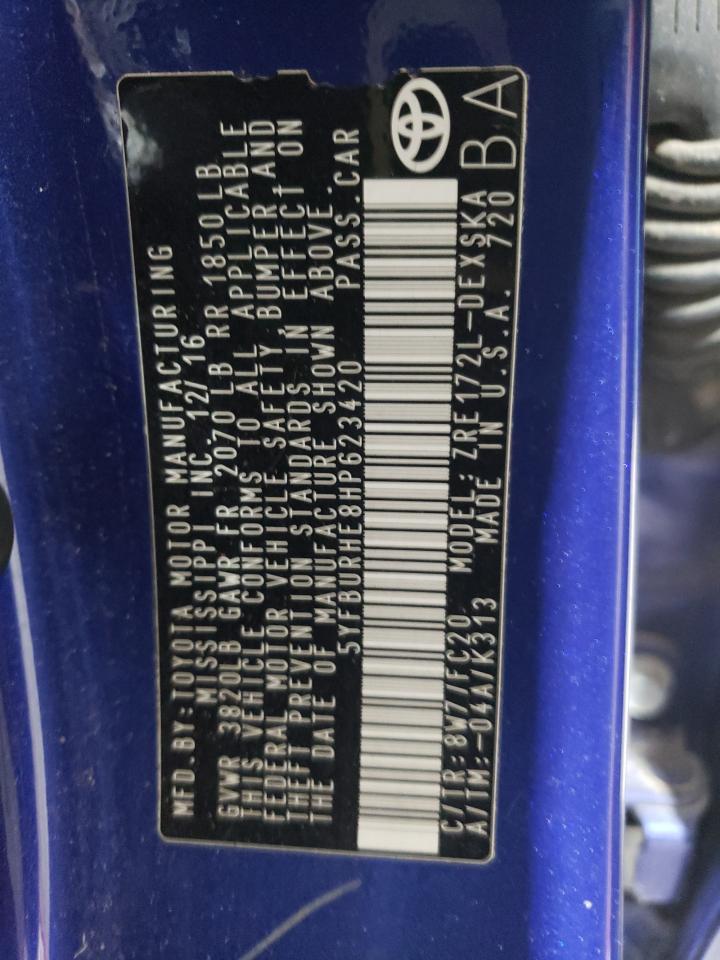 MFD.BY:TOYOTA MOTOR MANUFACTURING
MISSISSIPPI INC. 12/16
GVWR 3820LB GAWR FR 2070 LB RR 1850 LB
THIS VEHICLE CONFORMS TO ALL APPLICABLE
FEDERAL MOTOR VEHICLE SAFETY, BUMPER AND
THEFT PREVENTION STANDARDS IN EFFECT ON
THE DATE OF MANUFACTURE SHOWN ABOVE.
5YFBURHE8HP623420 PASS.CAR
C/TR:8W7/FC20 MODEL:ZRE172L-DEXSKA
A/TM:-04A/K313 MADE IN U.S.A. 720
BA